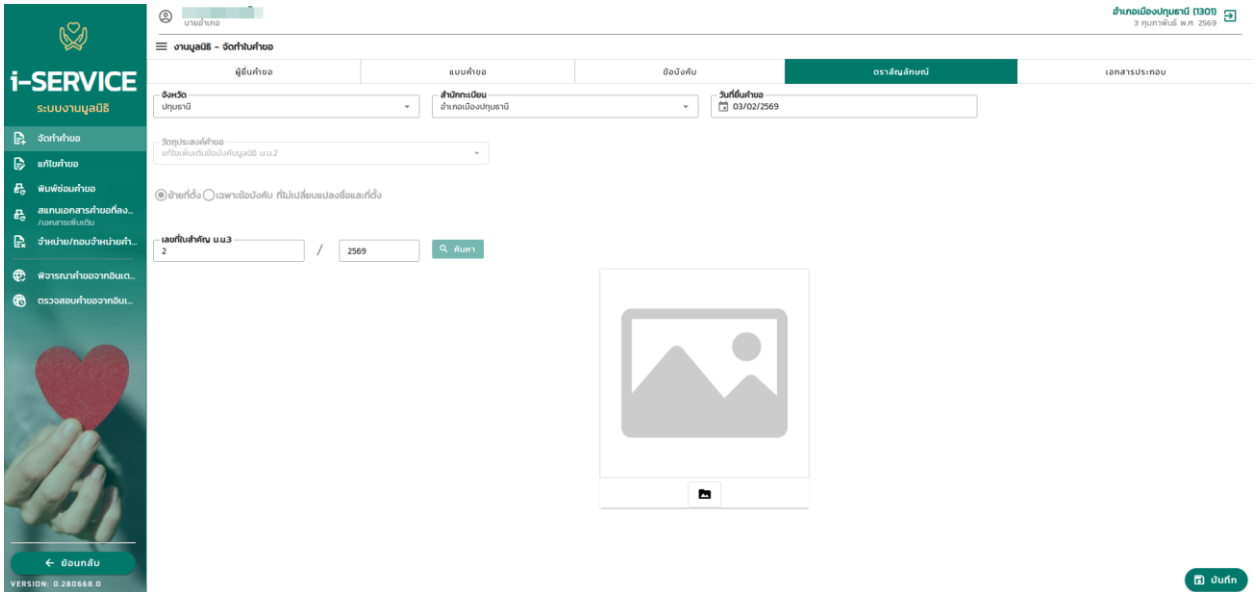 นายอำเภอ
อำเภอเมืองปทุมธานี (1301)
3 กุมภาพันธ์ พ.ศ. 2569
i-SERVICE
ระบบงานมูลนิธิ
จัดทำคำขอ
แก้ไขคำขอ
พิมพ์ซ่อมคำขอ
สแกนเอกสารคำขอที่ลง...
/เอกสารเพิ่มเติม
จำหน่าย/ถอนจำหน่ายคำ...
พิจารณาคำขอจากอินเต...
ตรวจสอบคำขอจากอินเ...
ย้อนกลับ
VERSION: 0.280668.0
งานมูลนิธิ - จัดทำใบคำขอ
ผู้ยื่นคำขอ
แบบคำขอ
ข้อบังคับ
ตราสัญลักษณ์
เอกสารประกอบ
จังหวัด
ปทุมธานี
สำนักทะเบียน
อำเภอเมืองปทุมธานี
วันที่ยื่นคำขอ
03/02/2569
วัตถุประสงค์คำขอ
แก้ไขเพิ่มเติมข้อบังคับมูลนิธิ ม.น.2
ย้ายที่ตั้ง เฉพาะข้อบังคับ ที่ไม่เปลี่ยนแปลงชื่อและที่ตั้ง
เลขที่ใบสำคัญ ม.น.3
2 / 2569
ค้นหา
บันทึก